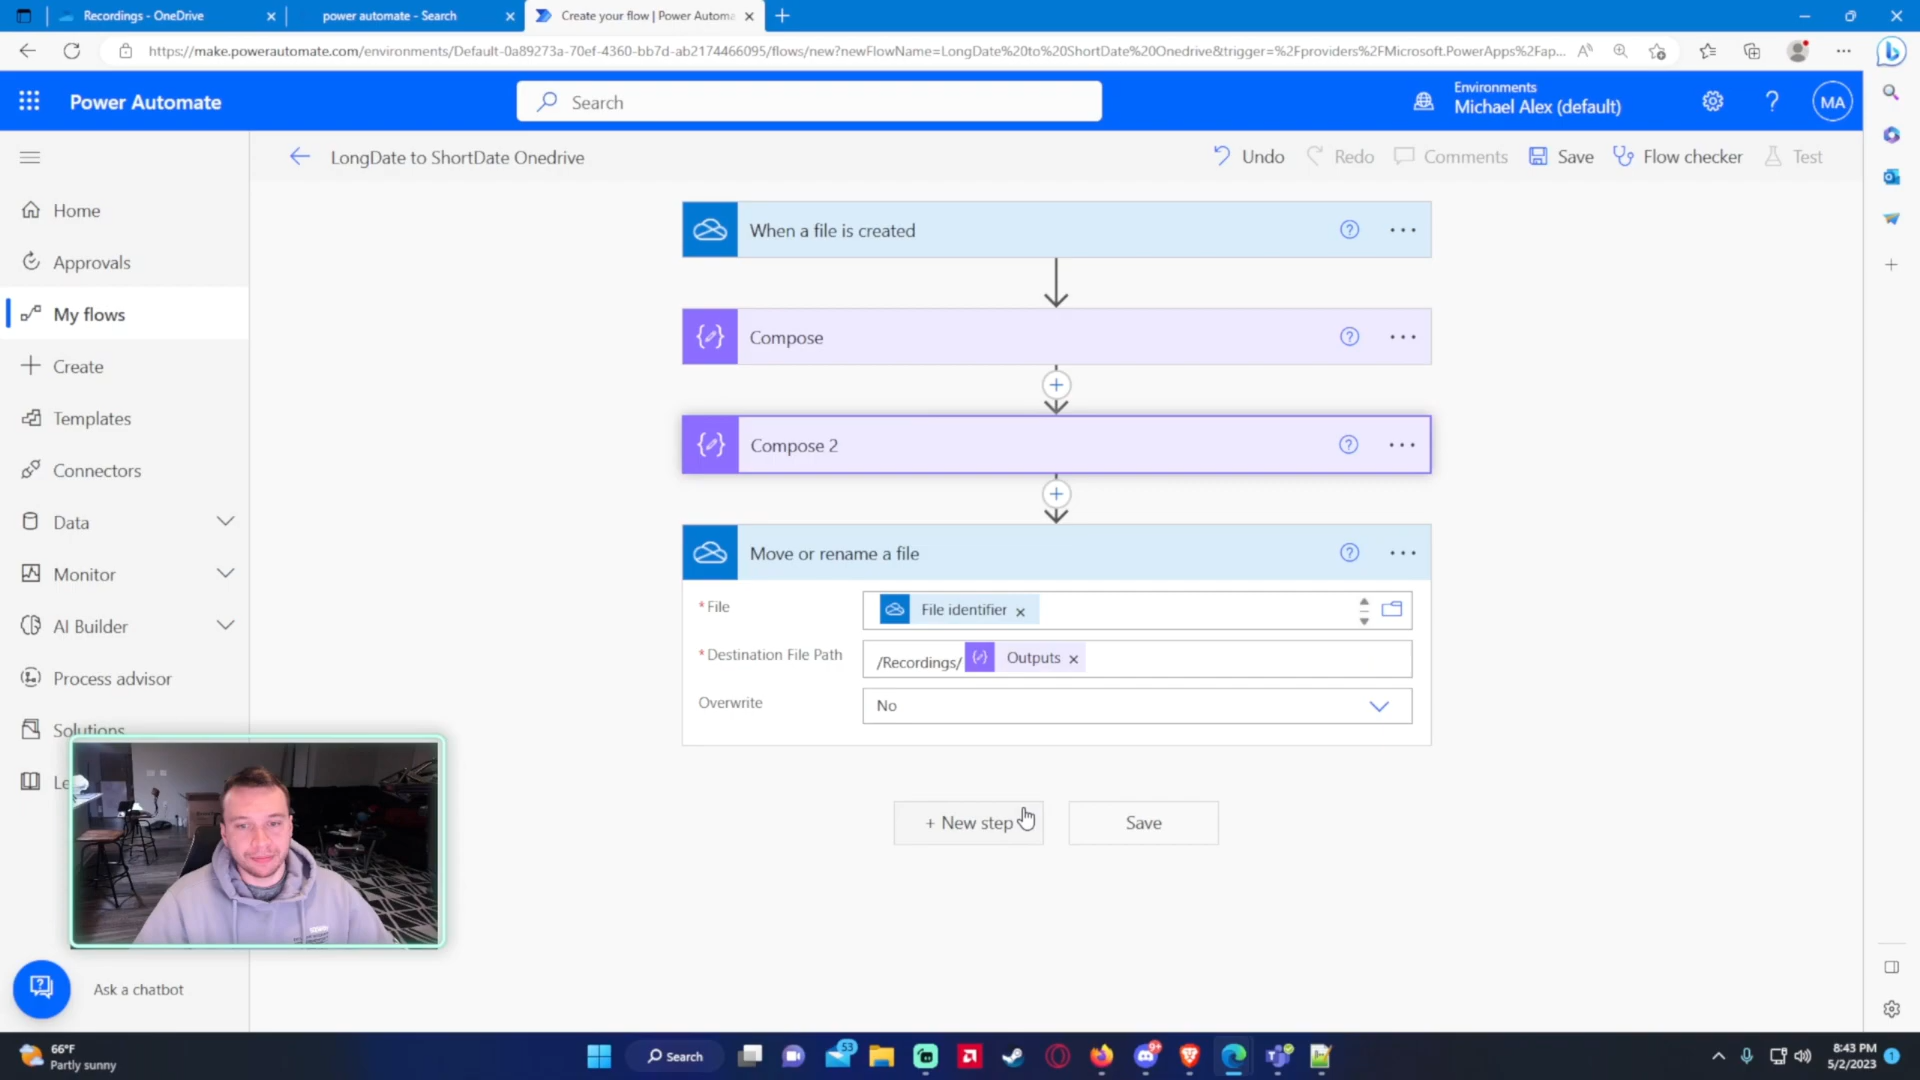 Recordings - OneDrive
power automate - Search
Create your flow | Power Automa
https://make.powerautomate.com/environments/Default-0a89273a-70ef-4360-bb7d-ab2174466095/flows/new?newFlowName=LongDate%20to%20ShortDate%20Onedrive&trigger=%2Fproviders%2FMicrosoft.PowerApps%2Fap...
Power Automate
Search
Environments
Michael Alex (default)
?
MA
LongDate to ShortDate Onedrive
Undo
Redo
Comments
Save
Flow checker
Test
Home
Approvals
My flows
Create
Templates
Connectors
Data
Monitor
AI Builder
Process advisor
Solutions
Le
Ask a chatbot
When a file is created
Compose
Compose 2
Move or rename a file
*File
File identifier ×
*Destination File Path
/Recordings/ Outputs ×
Overwrite
No
+ New step
Save
66°F
Partly sunny
Search
53
9+
8:43 PM
5/2/2023
1